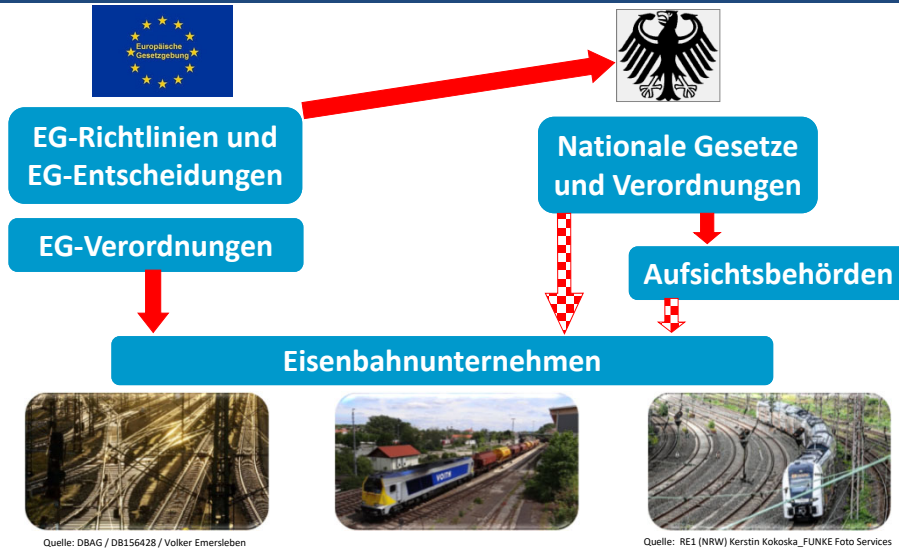 Europäische
Gesetzgebung
EG-Richtlinien und
EG-Entscheidungen
Nationale Gesetze
und Verordnungen
EG-Verordnungen
Aufsichtsbehörden
Eisenbahnunternehmen
VOITH
Quelle: DBAG / DB156428 / Volker Emersleben
Quelle: RE1 (NRW) Kerstin Kokoska_FUNKE Foto Services